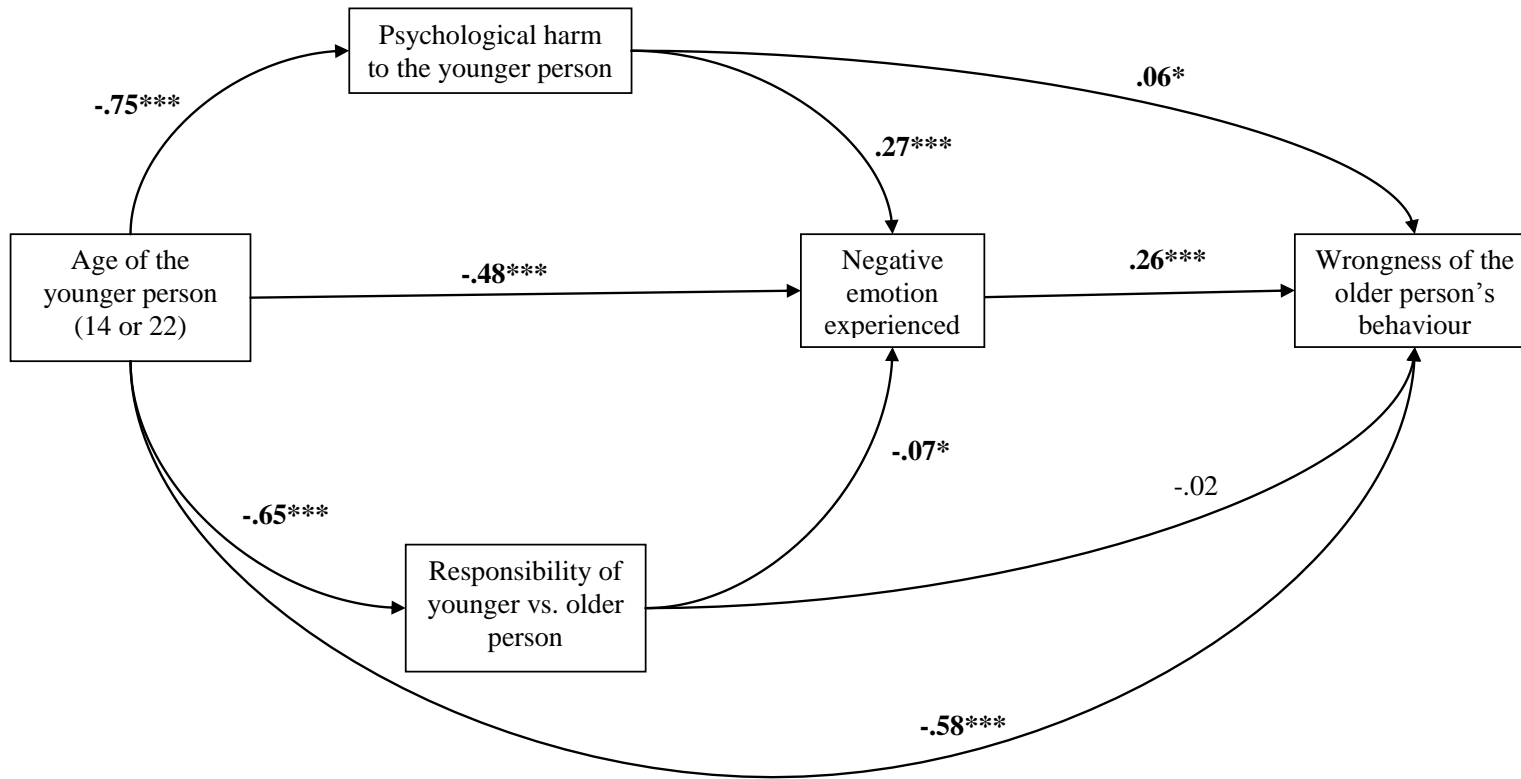 Psychological harm
to the younger person
-.75***
.06*
.27***
Age of the
younger person
(14 or 22)
-.48***
Negative
emotion
experienced
.26***
Wrongness of the
older person’s
behaviour
-.07*
-.65***
-.02
Responsibility of
younger vs. older
person
-.58***